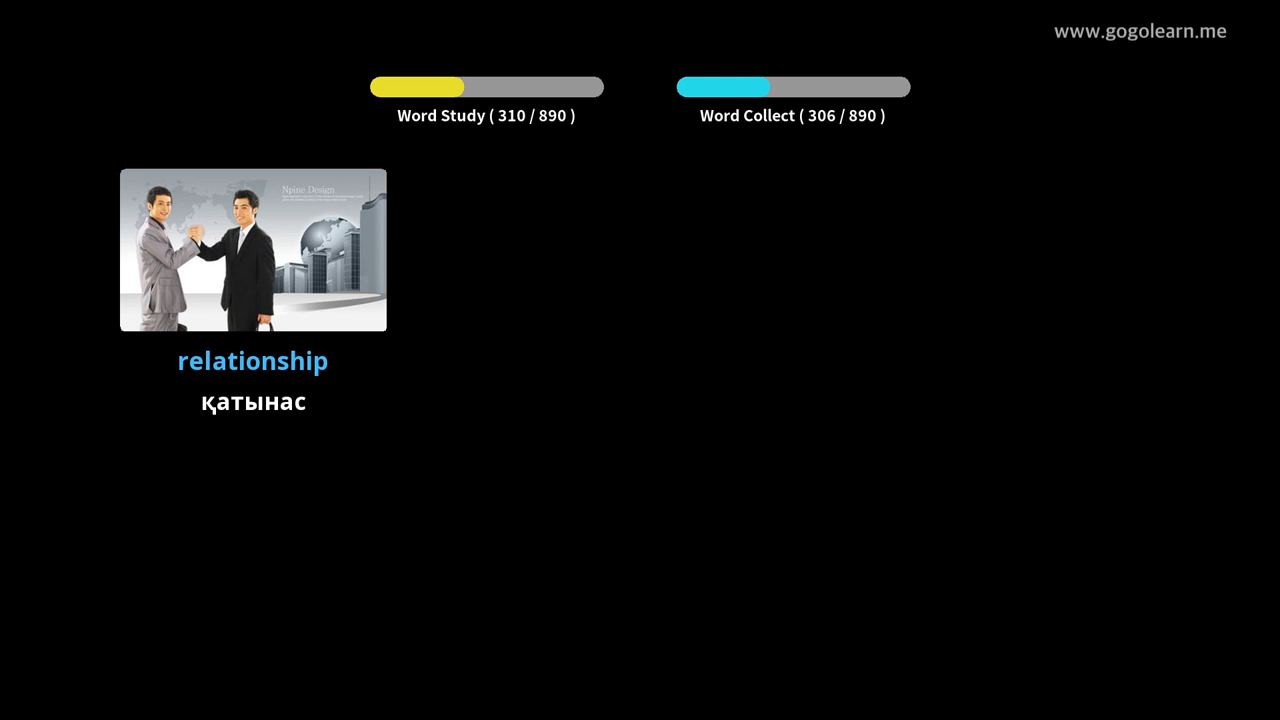 www.gogolearn.me
Word Study ( 310 / 890 )
Word Collect ( 306 / 890 )
Npine Design
relationship
қатынас